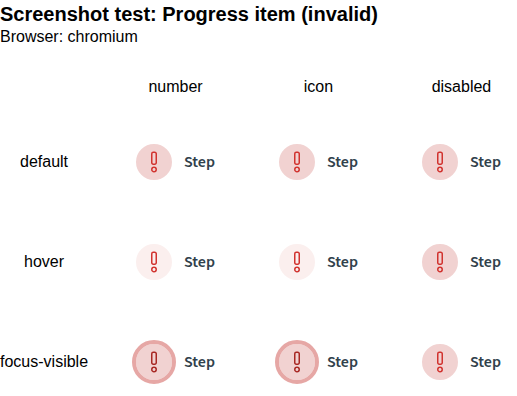 Screenshot test: Progress item (invalid)
Browser: chromium
number icon disabled
default Step Step Step
hover Step Step Step
focus-visible Step Step Step